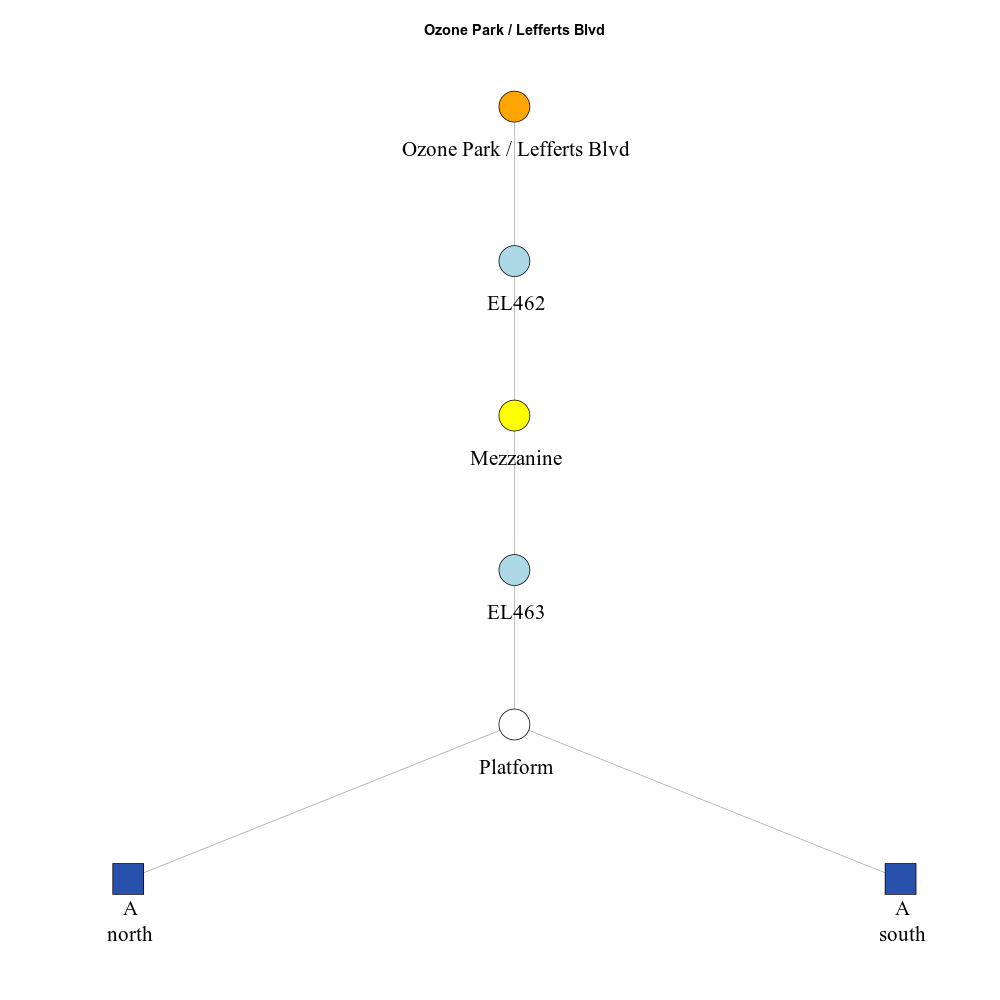 Ozone Park / Lefferts Blvd
Ozone Park / Lefferts Blvd
EL462
Mezzanine
EL463
Platform
A
north
A
south